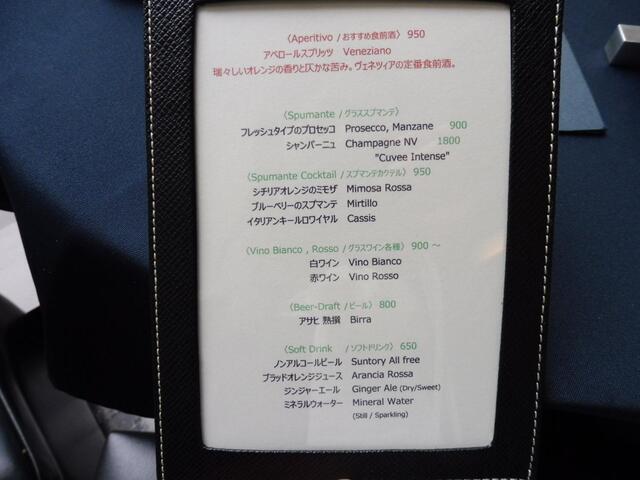 〈Aperitivo / おすすめ食前酒〉 950
アペロールスプリッツ Veneziano
瑞々しいオレンジの香りと仄かな苦み。ヴェネツィアの定番食前酒。
〈Spumante / グラススプマンテ〉
フレッシュタイプのプロセッコ Prosecco, Manzane 900
シャンパーニュ Champagne NV 1800
"Cuvee Intense"
〈Spumante Cocktail / スプマンテカクテル〉 950
シチリアオレンジのミモザ Mimosa Rossa
ブルーベリーのスプマンテ Mirtillo
イタリアンキールロワイヤル Cassis
〈Vino Bianco , Rosso / グラスワイン各種〉 900 ～
白ワイン Vino Bianco
赤ワイン Vino Rosso
〈Beer-Draft / ビール〉 800
アサヒ 熟撰 Birra
〈Soft Drink / ソフトドリンク〉 650
ノンアルコールビール Suntory All free
ブラッドオレンジジュース Arancia Rossa
ジンジャーエール Ginger Ale (Dry/Sweet)
ミネラルウォーター Mineral Water
(Still / Sparkling)